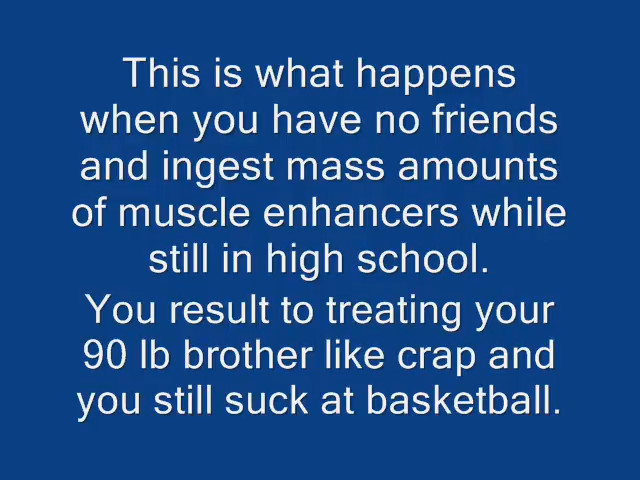 This is what happens
when you have no friends
and ingest mass amounts
of muscle enhancers while
still in high school.
You result to treating your
90 lb brother like crap and
you still suck at basketball.